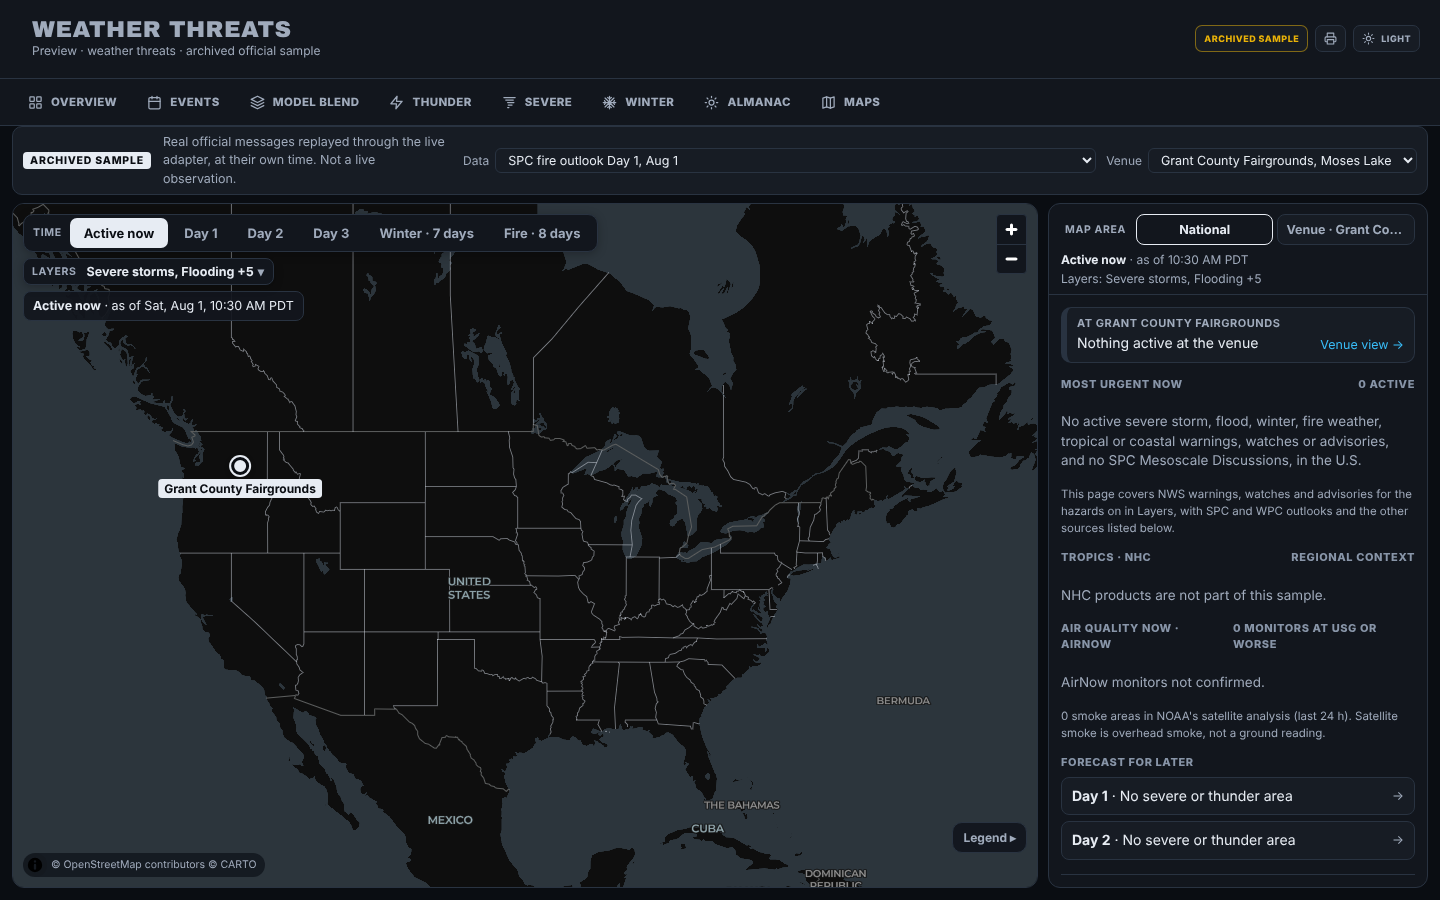 WEATHER THREATS
Preview · weather threats · archived official sample
ARCHIVED SAMPLE
LIGHT
OVERVIEW
EVENTS
MODEL BLEND
THUNDER
SEVERE
WINTER
ALMANAC
MAPS
ARCHIVED SAMPLE
Real official messages replayed through the live
adapter, at their own time. Not a live
observation.
Data
SPC fire outlook Day 1, Aug 1
Venue
Grant County Fairgrounds, Moses Lake
TIME
Active now
Day 1
Day 2
Day 3
Winter · 7 days
Fire · 8 days
LAYERS Severe storms, Flooding +5 ▾
Active now · as of Sat, Aug 1, 10:30 AM PDT
+
−
Grant County Fairgrounds
UNITED
STATES
MEXICO
BERMUDA
THE BAHAMAS
CUBA
DOMINICAN
REPUBLIC
Legend ▸
© OpenStreetMap contributors © CARTO
MAP AREA
National
Venue · Grant Co...
Active now · as of 10:30 AM PDT
Layers: Severe storms, Flooding +5
AT GRANT COUNTY FAIRGROUNDS
Nothing active at the venue
Venue view →
MOST URGENT NOW
0 ACTIVE
No active severe storm, flood, winter, fire weather,
tropical or coastal warnings, watches or advisories,
and no SPC Mesoscale Discussions, in the U.S.
This page covers NWS warnings, watches and advisories for the
hazards on in Layers, with SPC and WPC outlooks and the other
sources listed below.
TROPICS · NHC
REGIONAL CONTEXT
NHC products are not part of this sample.
AIR QUALITY NOW ·
AIRNOW
0 MONITORS AT USG OR
WORSE
AirNow monitors not confirmed.
0 smoke areas in NOAA's satellite analysis (last 24 h). Satellite
smoke is overhead smoke, not a ground reading.
FORECAST FOR LATER
Day 1 · No severe or thunder area →
Day 2 · No severe or thunder area →